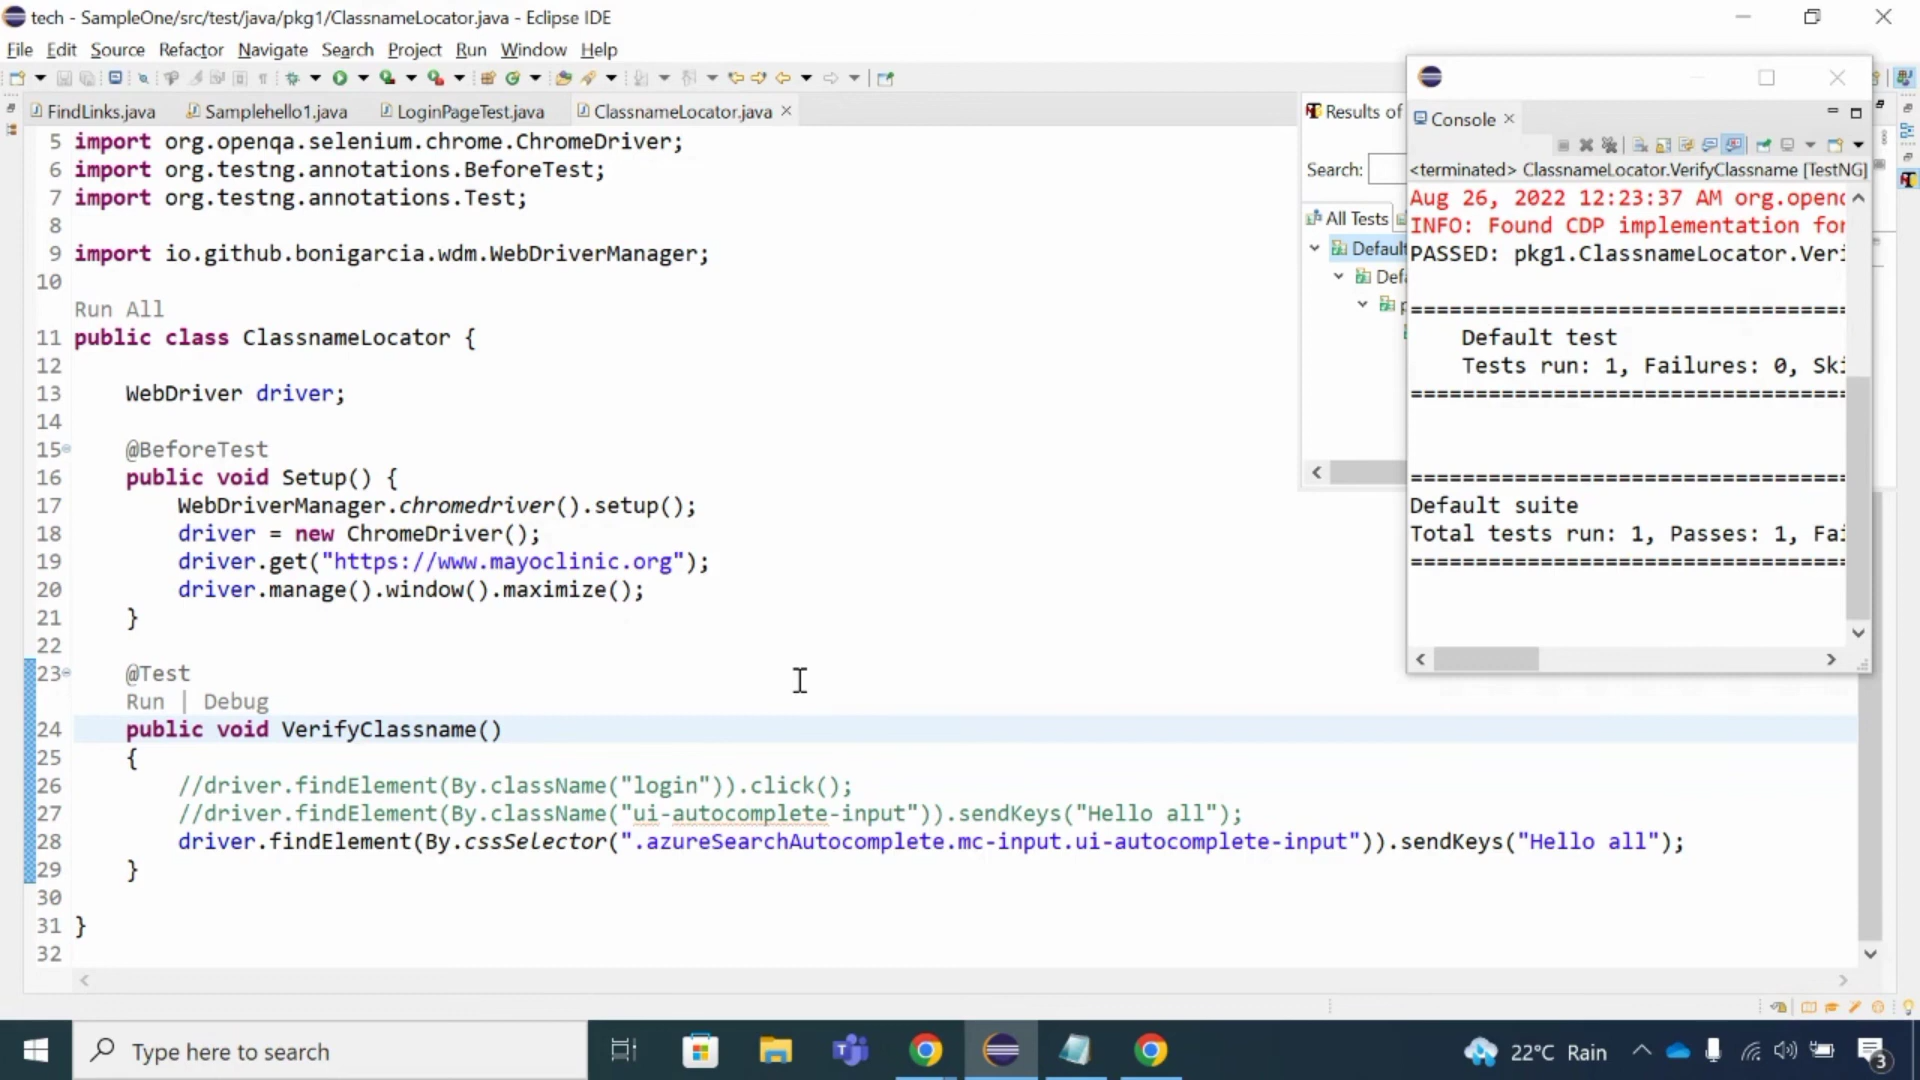 tech - SampleOne/src/test/java/pkg1/ClassnameLocator.java - Eclipse IDE
File Edit Source Refactor Navigate Search Project Run Window Help
FindLinks.java Samplehello1.java LoginPageTest.java ClassnameLocator.java
5 import org.openqa.selenium.chrome.ChromeDriver;
6 import org.testng.annotations.BeforeTest;
7 import org.testng.annotations.Test;
8
9 import io.github.bonigarcia.wdm.WebDriverManager;
10
Run All
11 public class ClassnameLocator {
12
13 WebDriver driver;
14
15 @BeforeTest
16 public void Setup() {
17 WebDriverManager.chromedriver().setup();
18 driver = new ChromeDriver();
19 driver.get("https://www.mayoclinic.org");
20 driver.manage().window().maximize();
21 }
22
23 @Test
Run | Debug
24 public void VerifyClassname()
25 {
26 //driver.findElement(By.className("login")).click();
27 //driver.findElement(By.className("ui-autocomplete-input")).sendKeys("Hello all");
28 driver.findElement(By.cssSelector(".azureSearchAutocomplete.mc-input.ui-autocomplete-input")).sendKeys("Hello all");
29 }
30
31 }
32
Results of
Search:
All Tests
Default
Def
p
Console
<terminated> ClassnameLocator.VerifyClassname [TestNG]
Aug 26, 2022 12:23:37 AM org.openq
INFO: Found CDP implementation for
PASSED: pkg1.ClassnameLocator.Veri
==================================
Default test
Tests run: 1, Failures: 0, Ski
==================================
==================================
Default suite
Total tests run: 1, Passes: 1, Fai
==================================
Type here to search
22°C Rain
3